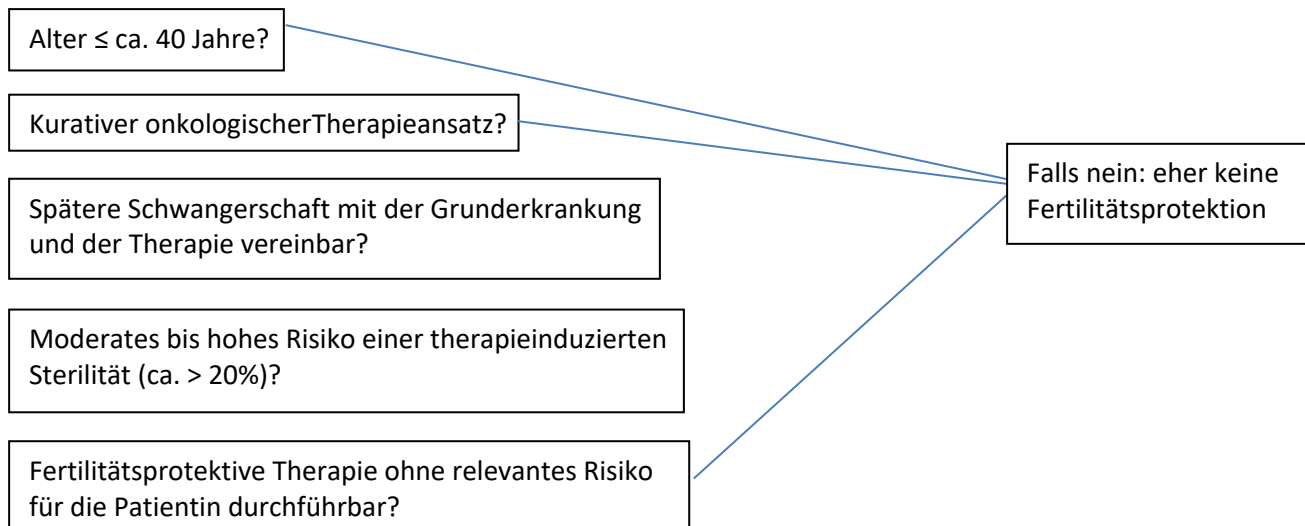 Alter ≤ ca. 40 Jahre?
Kurativer onkologischerTherapieansatz?
Spätere Schwangerschaft mit der Grunderkrankung
und der Therapie vereinbar?
Moderates bis hohes Risiko einer therapieinduzierten
Sterilität (ca. > 20%)?
Fertilitätsprotektive Therapie ohne relevantes Risiko
für die Patientin durchführbar?
Falls nein: eher keine
Fertilitätsprotektion